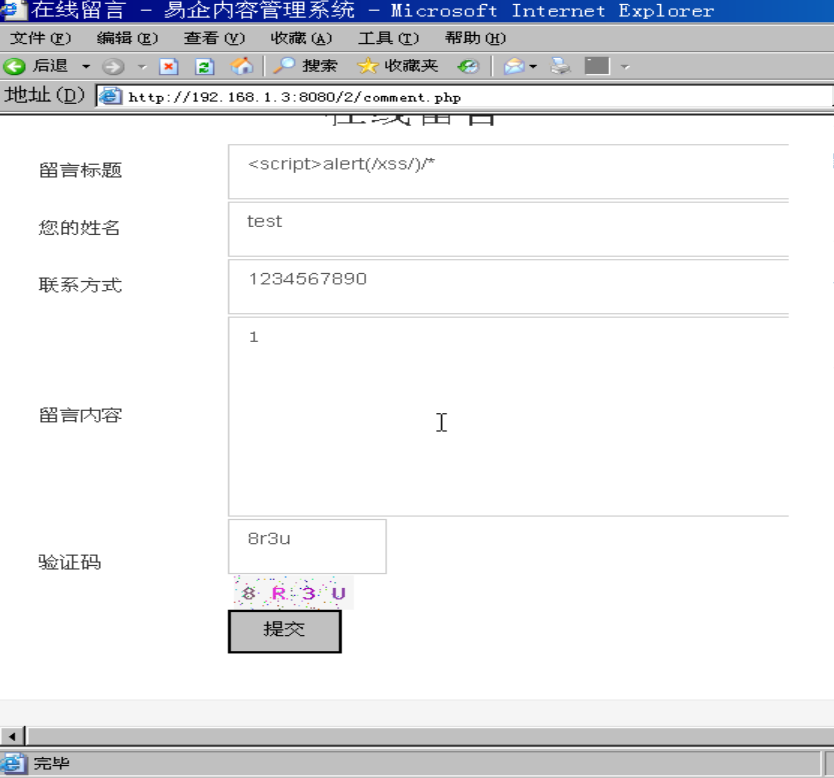 在线留言 - 易企内容管理系统 - Microsoft Internet Explorer
文件(F) 编辑(E) 查看(V) 收藏(A) 工具(T) 帮助(H)
后退 搜索 收藏夹
地址(D) http://192.168.1.3:8080/2/comment.php
在线留言
留言标题 <script>alert(/xss/)/*
您的姓名 test
联系方式 1234567890
留言内容 1
验证码 8r3u
8 R 3 U
提交
完毕